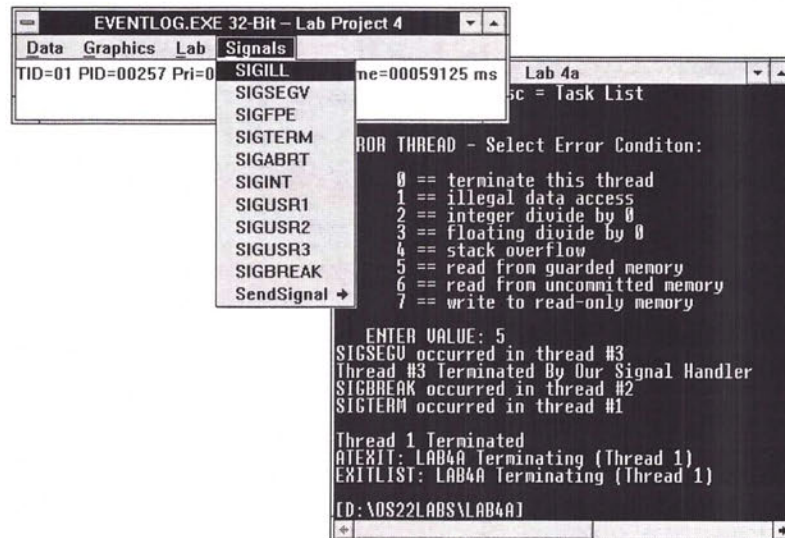 EVENTLOG.EXE 32-Bit – Lab Project 4
Data Graphics Lab Signals
TID=01 PID=00257 Pri=0 me=00059125 ms
SIGILL
SIGSEGV
SIGFPE
SIGTERM
SIGABRT
SIGINT
SIGUSR1
SIGUSR2
SIGUSR3
SIGBREAK
SendSignal
Lab 4a
sc = Task List
ROR THREAD - Select Error Conditon:
0 == terminate this thread
1 == illegal data access
2 == integer divide by 0
3 == floating divide by 0
4 == stack overflow
5 == read from guarded memory
6 == read from uncommitted memory
7 == write to read-only memory
ENTER VALUE: 5
SIGSEGV occurred in thread #3
Thread #3 Terminated By Our Signal Handler
SIGBREAK occurred in thread #2
SIGTERM occurred in thread #1
Thread 1 Terminated
ATEXIT: LAB4A Terminating (Thread 1)
EXITLIST: LAB4A Terminating (Thread 1)
[D:\OS22LABS\LAB4A]